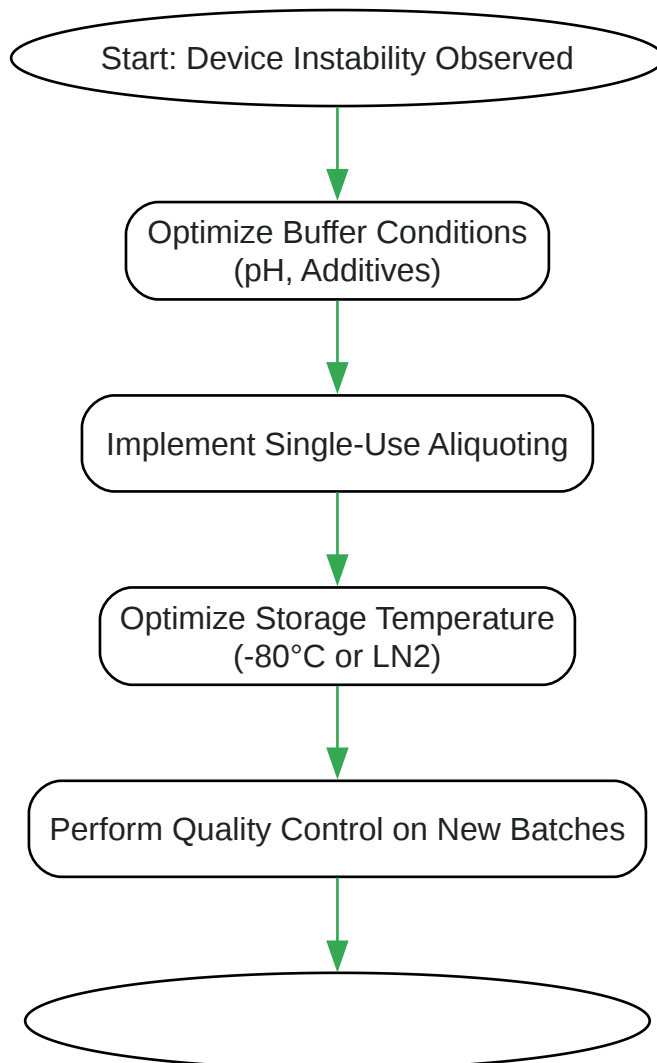 Start: Device Instability Observed
Optimize Buffer Conditions
(pH, Additives)
Implement Single-Use Aliquoting
Optimize Storage Temperature
(-80°C or LN2)
Perform Quality Control on New Batches